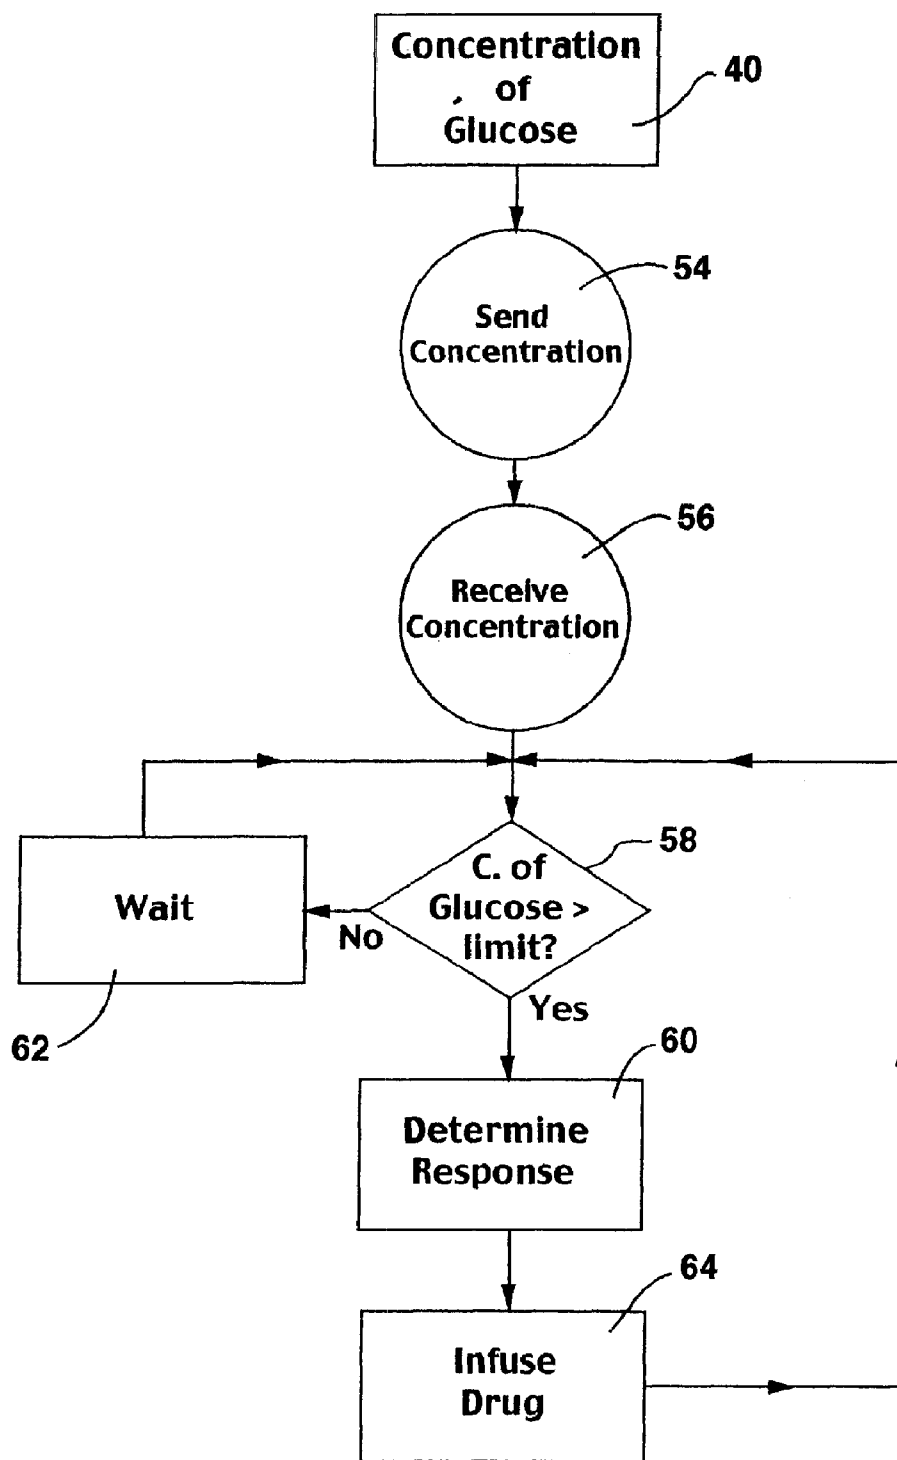 Concentration
of
Glucose
40
54
Send
Concentration
56
Receive
Concentration
58
C. of
Glucose >
limit?
Wait
No
Yes
62
60
Determine
Response
64
Infuse
Drug